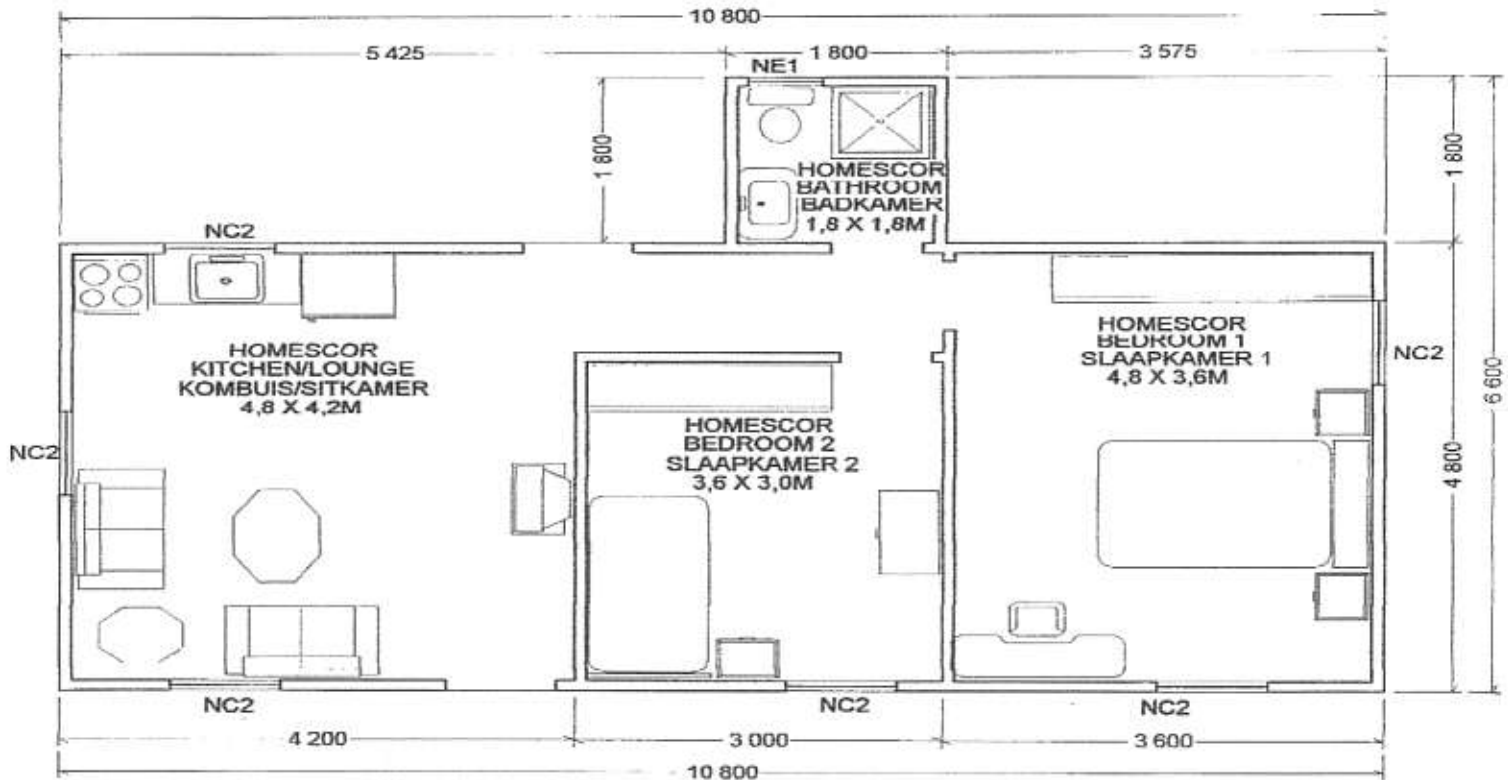 10 800
5 425
1 800
3 575
NE1
1 800
1 800
HOMESCOR
BATHROOM
BADKAMER
1,8 X 1,8M
NC2
HOMESCOR
KITCHEN/LOUNGE
KOMBUIS/SITKAMER
4,8 X 4,2M
HOMESCOR
BEDROOM 1
SLAAPKAMER 1
4,8 X 3,6M
NC2
6 600
NC2
HOMESCOR
BEDROOM 2
SLAAPKAMER 2
3,6 X 3,0M
4 800
NC2
NC2
NC2
4 200
3 000
3 600
10 800